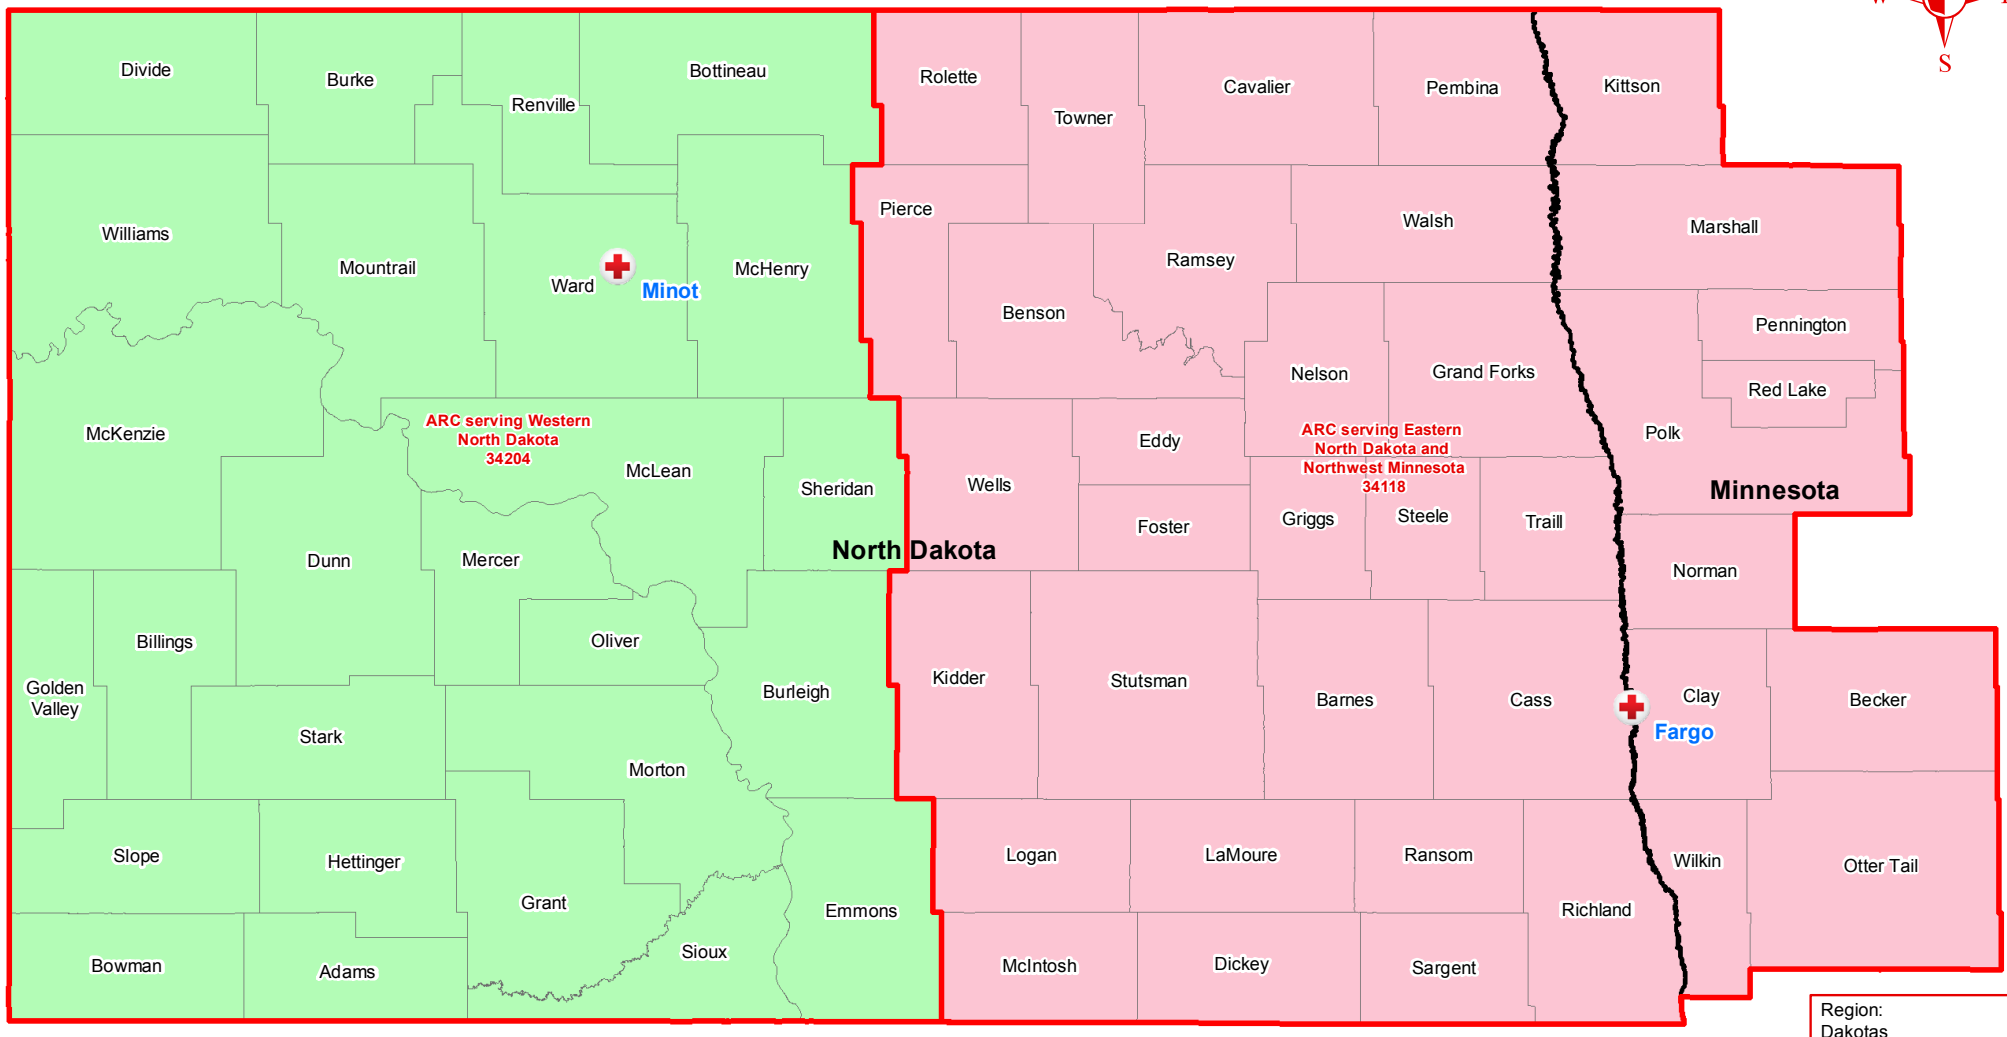 W
S
Divide
Burke
Renville
Bottineau
Rolette
Towner
Cavalier
Pembina
Kittson
Williams
Mountrail
Ward
Minot
McHenry
Pierce
Benson
Ramsey
Walsh
Marshall
Pennington
Red Lake
Nelson
Grand Forks
Polk
McKenzie
ARC serving Western
North Dakota
34204
McLean
Sheridan
Wells
Eddy
Foster
ARC serving Eastern
North Dakota and
Northwest Minnesota
34118
Griggs
Steele
Traill
Minnesota
North Dakota
Norman
Dunn
Mercer
Oliver
Billings
Golden
Valley
Burleigh
Kidder
Stutsman
Barnes
Cass
Clay
Fargo
Becker
Stark
Morton
Slope
Hettinger
Grant
Emmons
Logan
LaMoure
Ransom
Richland
Wilkin
Otter Tail
Bowman
Adams
Sioux
McIntosh
Dickey
Sargent
Region:
Dakotas